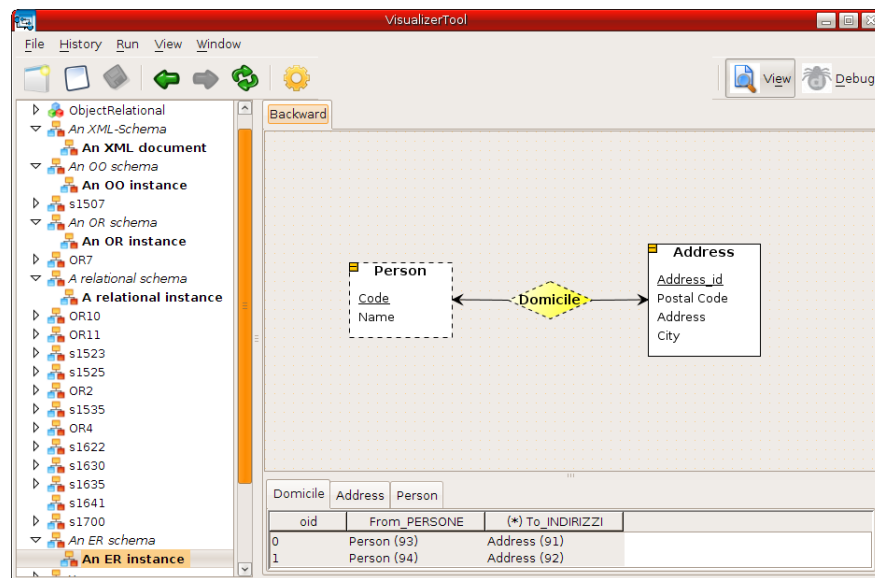 VisualizerTool
File History Run View Window
View Debug
ObjectRelational
An XML-Schema
An XML document
An OO schema
An OO instance
s1507
An OR schema
An OR instance
OR7
A relational schema
A relational instance
OR10
OR11
s1523
s1525
OR2
s1535
OR4
s1622
s1630
s1635
s1641
s1700
An ER schema
An ER instance
Backward
Person
Code
Name
Domicile
Address
Address_id
Postal Code
Address
City
Domicile Address Person
oid From_PERSONE (*) To_INDIRIZZI
0 Person (93) Address (91)
1 Person (94) Address (92)